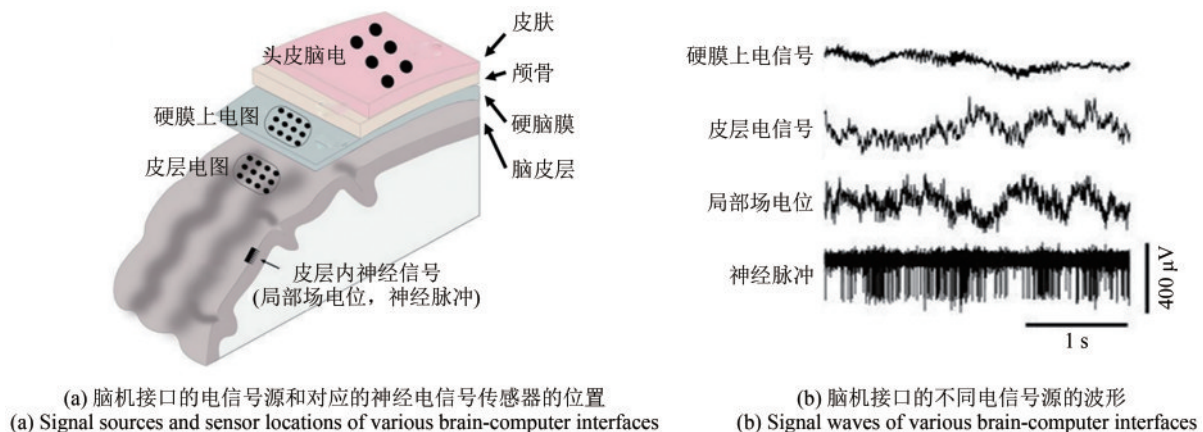 头皮脑电
硬膜上电图
皮层电图
皮肤
颅骨
硬脑膜
脑皮层
皮层内神经信号
(局部场电位，神经脉冲)
(a) 脑机接口的电信号源和对应的神经电信号传感器的位置
(a) Signal sources and sensor locations of various brain-computer interfaces
硬膜上电信号
皮层电信号
局部场电位
神经脉冲
400 μV
1 s
(b) 脑机接口的不同电信号源的波形
(b) Signal waves of various brain-computer interfaces